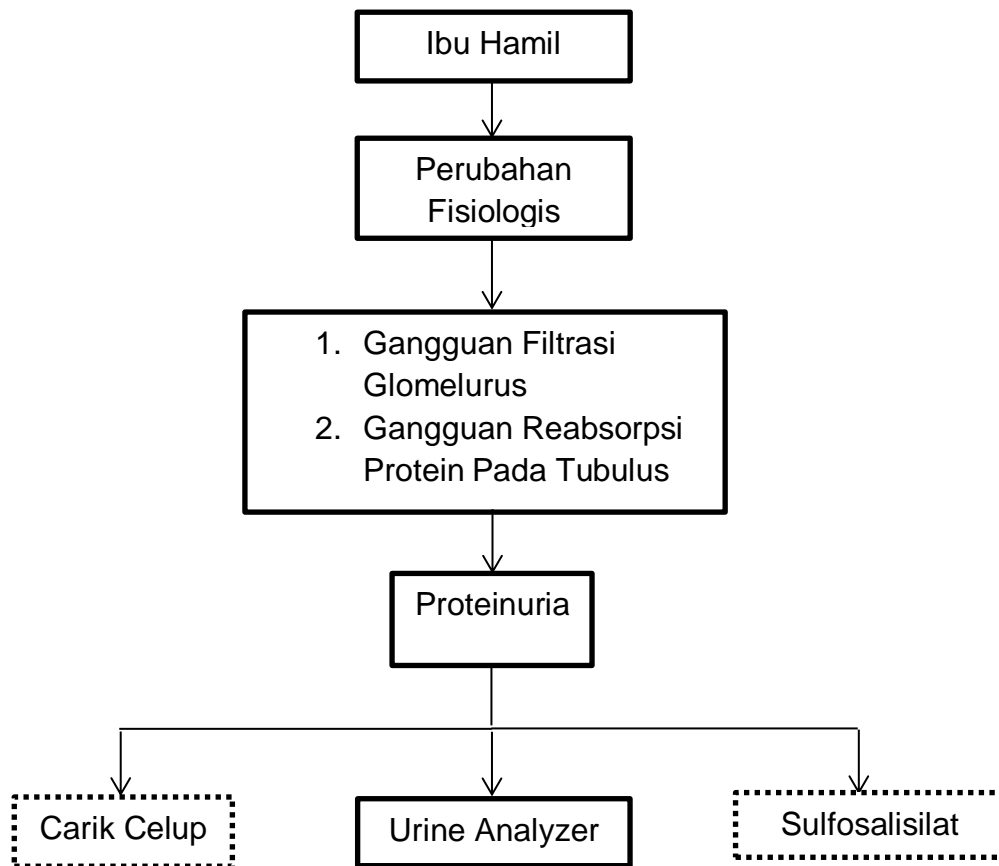 Ibu Hamil
Perubahan
Fisiologis
1. Gangguan Filtrasi
Glomelurus
2. Gangguan Reabsorpsi
Protein Pada Tubulus
Proteinuria
Carik Celup
Urine Analyzer
Sulfosalisilat